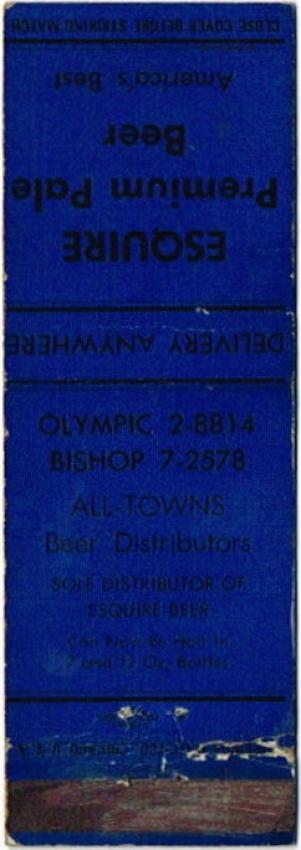 CLOSE COVER BEFORE STRIKING MATCH
America's Best
Beer
Premium Pale
ESQUIRE
DELIVERY ANYWHERE
OLYMPIC 2-8814
BISHOP 7-2578
ALL-TOWNS
Beer Distributors
SOLE DISTRIBUTOR OF
ESQUIRE BEER
Can Now Be Had In
7 and 12 Oz. Bottles